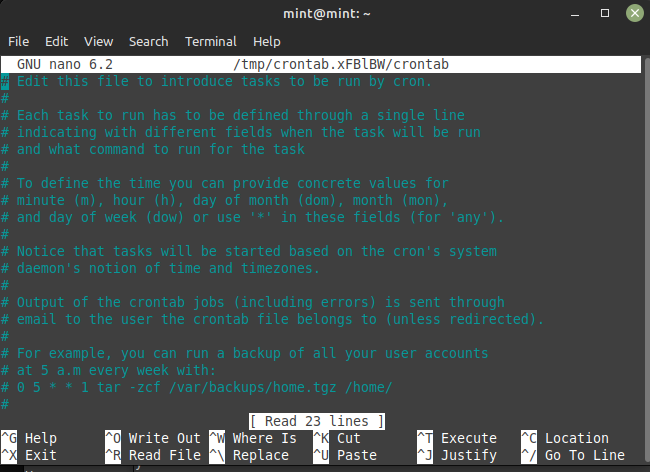 mint@mint: ~
File Edit View Search Terminal Help
GNU nano 6.2 /tmp/crontab.xFBlBW/crontab
# Edit this file to introduce tasks to be run by cron.
#
# Each task to run has to be defined through a single line
# indicating with different fields when the task will be run
# and what command to run for the task
#
# To define the time you can provide concrete values for
# minute (m), hour (h), day of month (dom), month (mon),
# and day of week (dow) or use '*' in these fields (for 'any').
#
# Notice that tasks will be started based on the cron's system
# daemon's notion of time and timezones.
#
# Output of the crontab jobs (including errors) is sent through
# email to the user the crontab file belongs to (unless redirected).
#
# For example, you can run a backup of all your user accounts
# at 5 a.m every week with:
# 0 5 * * 1 tar -zcf /var/backups/home.tgz /home/
#
[ Read 23 lines ]
^G Help ^O Write Out ^W Where Is ^K Cut ^T Execute ^C Location
^X Exit ^R Read File ^\ Replace ^U Paste ^J Justify ^/ Go To Line